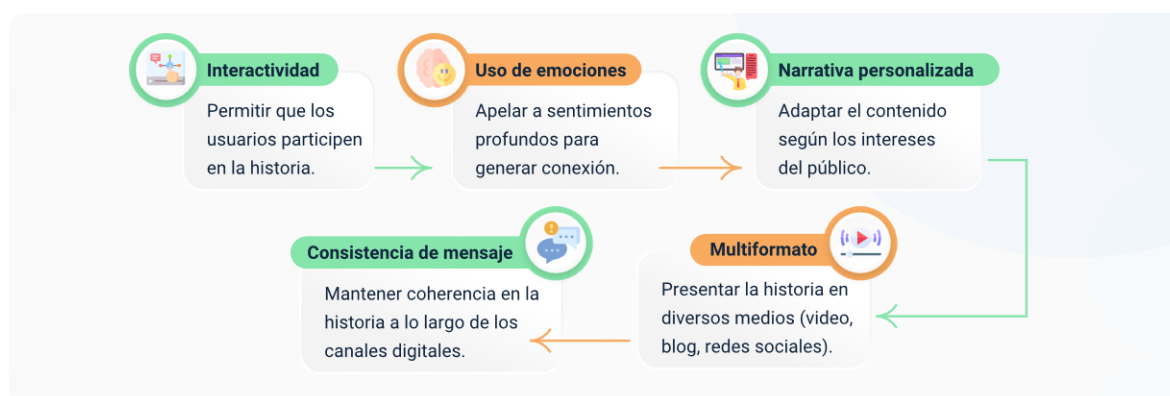 Interactividad
Permitir que los
usuarios participen
en la historia.
Uso de emociones
Apelar a sentimientos
profundos para
generar conexión.
Narrativa personalizada
Adaptar el contenido
según los intereses
del público.
Multiformato
Presentar la historia en
diversos medios (video,
blog, redes sociales).
Consistencia de mensaje
Mantener coherencia en la
historia a lo largo de los
canales digitales.